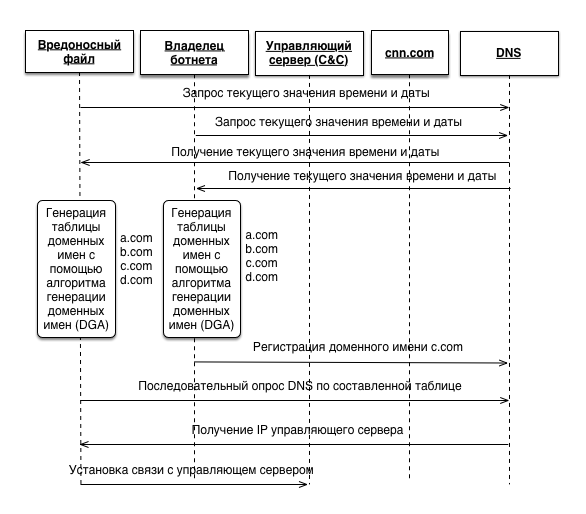 Вредоносный
файл
Владелец
ботнета
Управляющий
сервер (C&C)
cnn.com
DNS
Запрос текущего значения времени и даты
Запрос текущего значения времени и даты
Получение текущего значения времени и даты
Получение текущего значения времени и даты
Генерация
таблицы
доменных
имен с
помощью
алгоритма
генерации
доменных
имен (DGA)
a.com
b.com
c.com
d.com
Генерация
таблицы
доменных
имен с
помощью
алгоритма
генерации
доменных
имен (DGA)
a.com
b.com
c.com
d.com
Регистрация доменного имени c.com
Последовательный опрос DNS по составленной таблице
Получение IP управляющего сервера
Установка связи с управляющем сервером